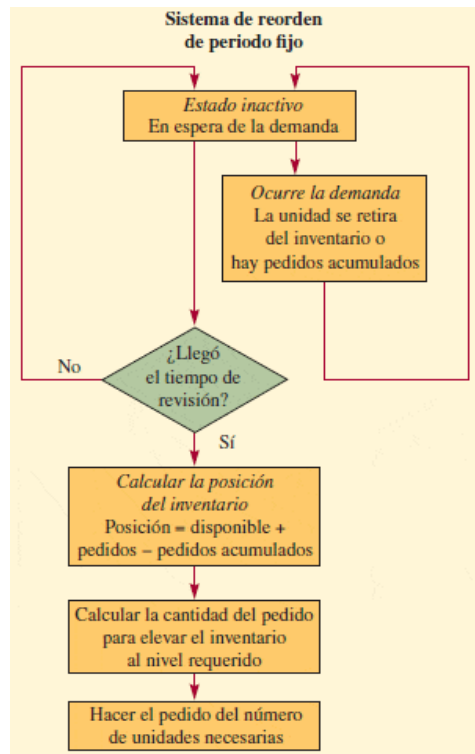 Sistema de reorden
de periodo fijo
Estado inactivo
En espera de la demanda
Ocurre la demanda
La unidad se retira
del inventario o
hay pedidos acumulados
¿Llegó
el tiempo de
revisión?
No
Sí
Calcular la posición
del inventario
Posición = disponible +
pedidos − pedidos acumulados
Calcular la cantidad del pedido
para elevar el inventario
al nivel requerido
Hacer el pedido del número
de unidades necesarias